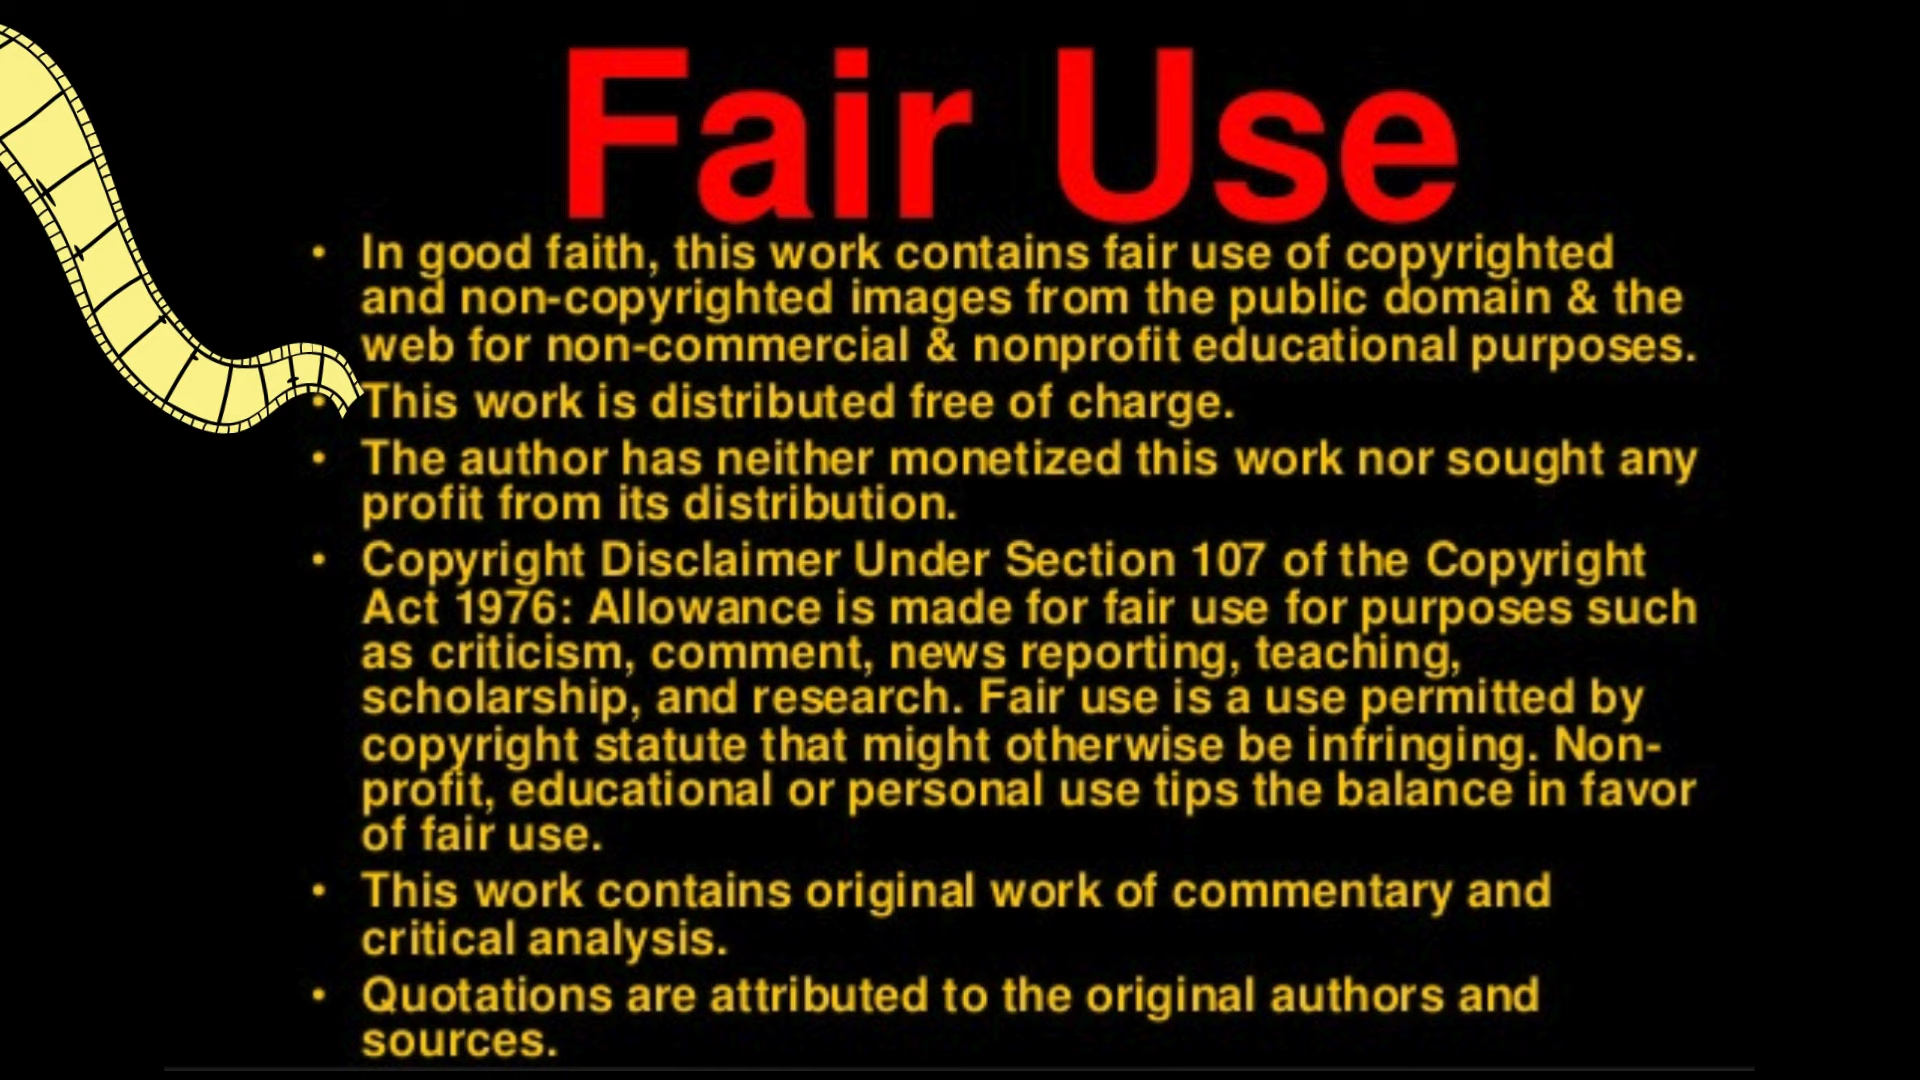 Fair Use
• In good faith, this work contains fair use of copyrighted
and non-copyrighted images from the public domain & the
web for non-commercial & nonprofit educational purposes.
• This work is distributed free of charge.
• The author has neither monetized this work nor sought any
profit from its distribution.
• Copyright Disclaimer Under Section 107 of the Copyright
Act 1976: Allowance is made for fair use for purposes such
as criticism, comment, news reporting, teaching,
scholarship, and research. Fair use is a use permitted by
copyright statute that might otherwise be infringing. Non-
profit, educational or personal use tips the balance in favor
of fair use.
• This work contains original work of commentary and
critical analysis.
• Quotations are attributed to the original authors and
sources.